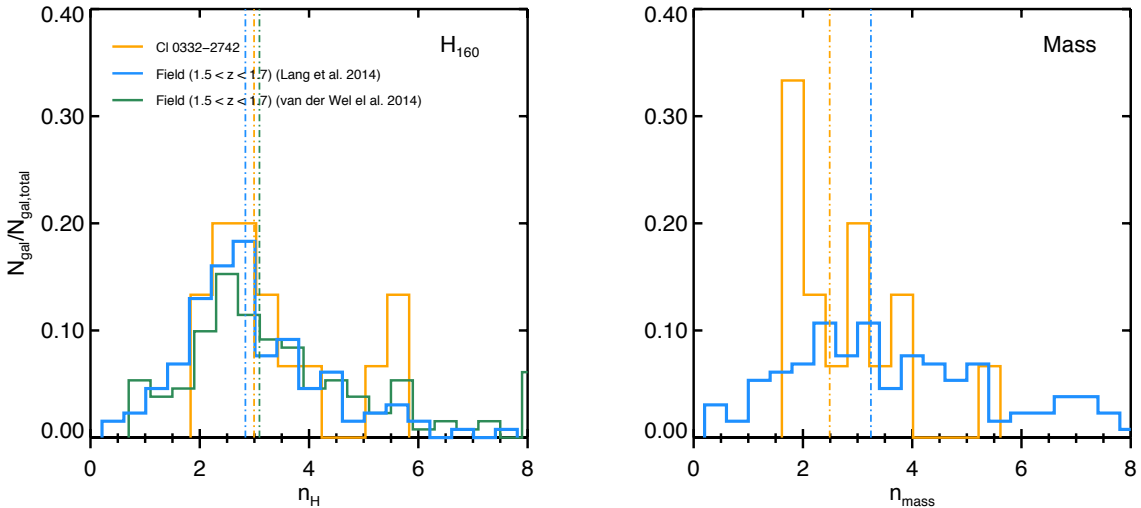 0.40
0.30
0.20
0.10
0.00
N_gal/N_gal,total
H_160
Cl 0332−2742
Field (1.5 < z < 1.7) (Lang et al. 2014)
Field (1.5 < z < 1.7) (van der Wel el al. 2014)
0 2 4 6 8
n_H
0.40
0.30
0.20
0.10
0.00
Mass
0 2 4 6 8
n_mass